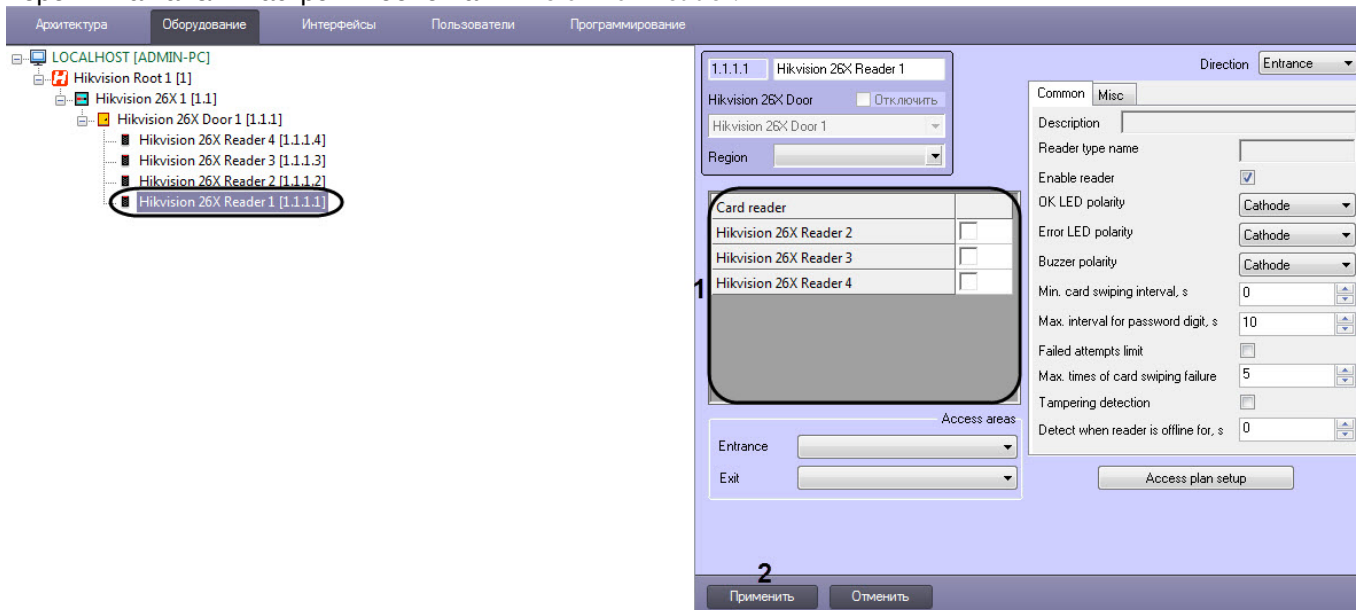 Архитектура Оборудование Интерфейсы Пользователи Программирование
LOCALHOST [ADMIN-PC]
Hikvision Root 1 [1]
Hikvision 26X 1 [1.1]
Hikvision 26X Door 1 [1.1.1]
Hikvision 26X Reader 4 [1.1.1.4]
Hikvision 26X Reader 3 [1.1.1.3]
Hikvision 26X Reader 2 [1.1.1.2]
Hikvision 26X Reader 1 [1.1.1.1]
1.1.1.1 Hikvision 26X Reader 1
Hikvision 26X Door Отключить
Hikvision 26X Door 1
Region
1
Card reader
Hikvision 26X Reader 2
Hikvision 26X Reader 3
Hikvision 26X Reader 4
Access areas
Entrance
Exit
Direction Entrance
Common Misc
Description
Reader type name
Enable reader
OK LED polarity Cathode
Error LED polarity Cathode
Buzzer polarity Cathode
Min. card swiping interval, s 0
Max. interval for password digit, s 10
Failed attempts limit
Max. times of card swiping failure 5
Tampering detection
Detect when reader is offline for, s 0
Access plan setup
2
Применить Отменить